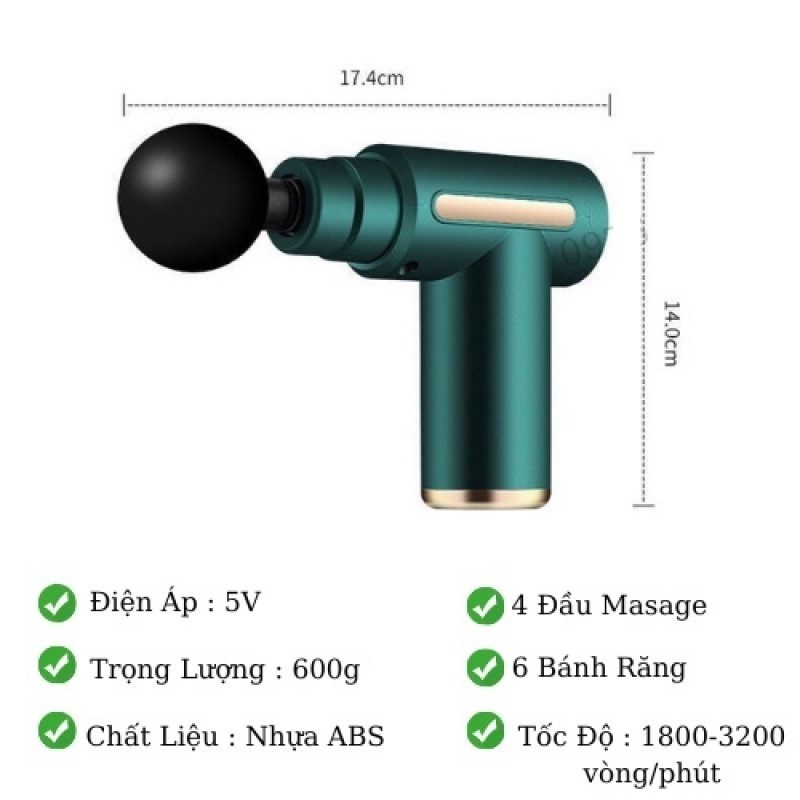 17.4cm
14.0cm
Điện Áp : 5V
4 Đầu Masage
Trọng Lượng : 600g
6 Bánh Răng
Chất Liệu : Nhựa ABS
Tốc Độ : 1800-3200
vòng/phút